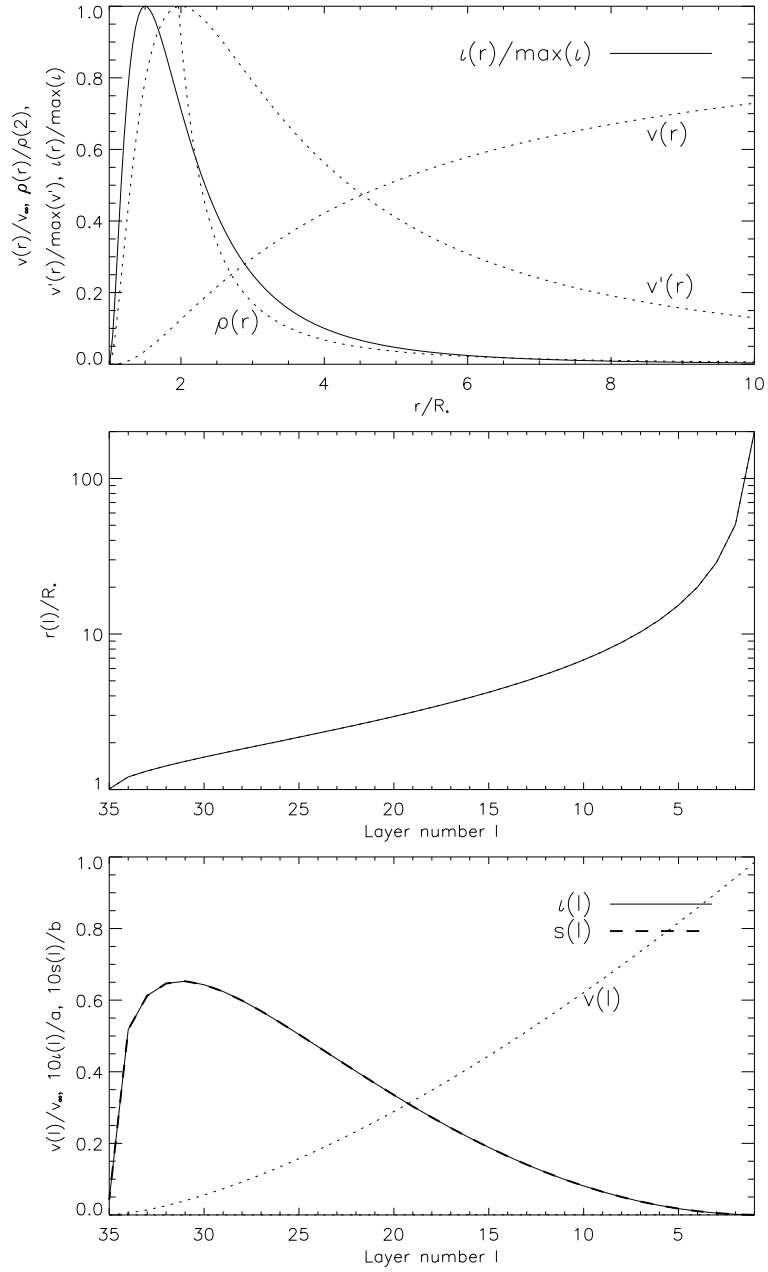 v(r)/v∞, ρ(r)/ρ(2),
v'(r)/max(v'), ι(r)/max(ι)
1.0
0.8
0.6
0.4
0.2
0.0
ι(r)/max(ι)
v(r)
v'(r)
ρ(r)
2
4
6
8
10
r/R*
r(l)/R*
100
10
1
35
30
25
20
15
10
5
Layer number l
v(l)/v∞, 10ι(l)/a, 10s(l)/b
1.0
0.8
0.6
0.4
0.2
0.0
ι(l)
s(l)
v(l)
35
30
25
20
15
10
5
Layer number l